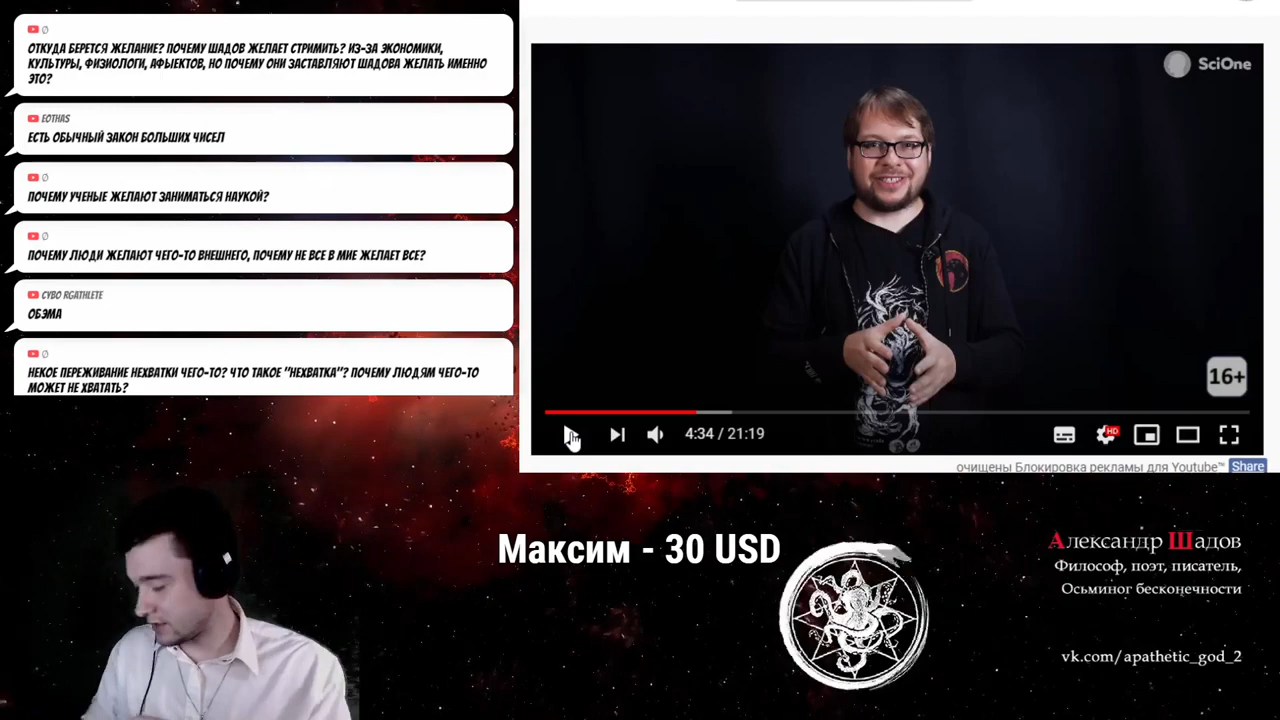 Ø
ОТКУДА БЕРЕТСЯ ЖЕЛАНИЕ? ПОЧЕМУ ШАДОВ ЖЕЛАЕТ СТРИМИТЬ? ИЗ-ЗА ЭКОНОМИКИ,
КУЛЬТУРЫ, ФИЗИОЛОГИ, АФЫЕКТОВ, НО ПОЧЕМУ ОНИ ЗАСТАВЛЯЮТ ШАДОВА ЖЕЛАТЬ ИМЕННО
ЭТО?
EOTHAS
ЕСТЬ ОБЫЧНЫЙ ЗАКОН БОЛЬШИХ ЧИСЕЛ
Ø
ПОЧЕМУ УЧЕНЫЕ ЖЕЛАЮТ ЗАНИМАТЬСЯ НАУКОЙ?
Ø
ПОЧЕМУ ЛЮДИ ЖЕЛАЮТ ЧЕГО-ТО ВНЕШНЕГО, ПОЧЕМУ НЕ ВСЕ В МИЕ ЖЕЛАЕТ ВСЕ?
CYBO RGATHLETE
ОБЭМА
Ø
НЕКОЕ ПЕРЕЖИВАНИЕ НЕХВАТКИ ЧЕГО-ТО? ЧТО ТАКОЕ "НЕХВАТКА"? ПОЧЕМУ ЛЮДЯМ ЧЕГО-ТО
МОЖЕТ НЕ ХВАТАТЬ?
SciOne
16+
4:34 / 21:19
HD
очищены Блокировка рекламы для Youtube™ Share
Максим - 30 USD
Александр Шадов
Философ, поэт, писатель,
Осьминог бесконечности
vk.com/apathetic_god_2